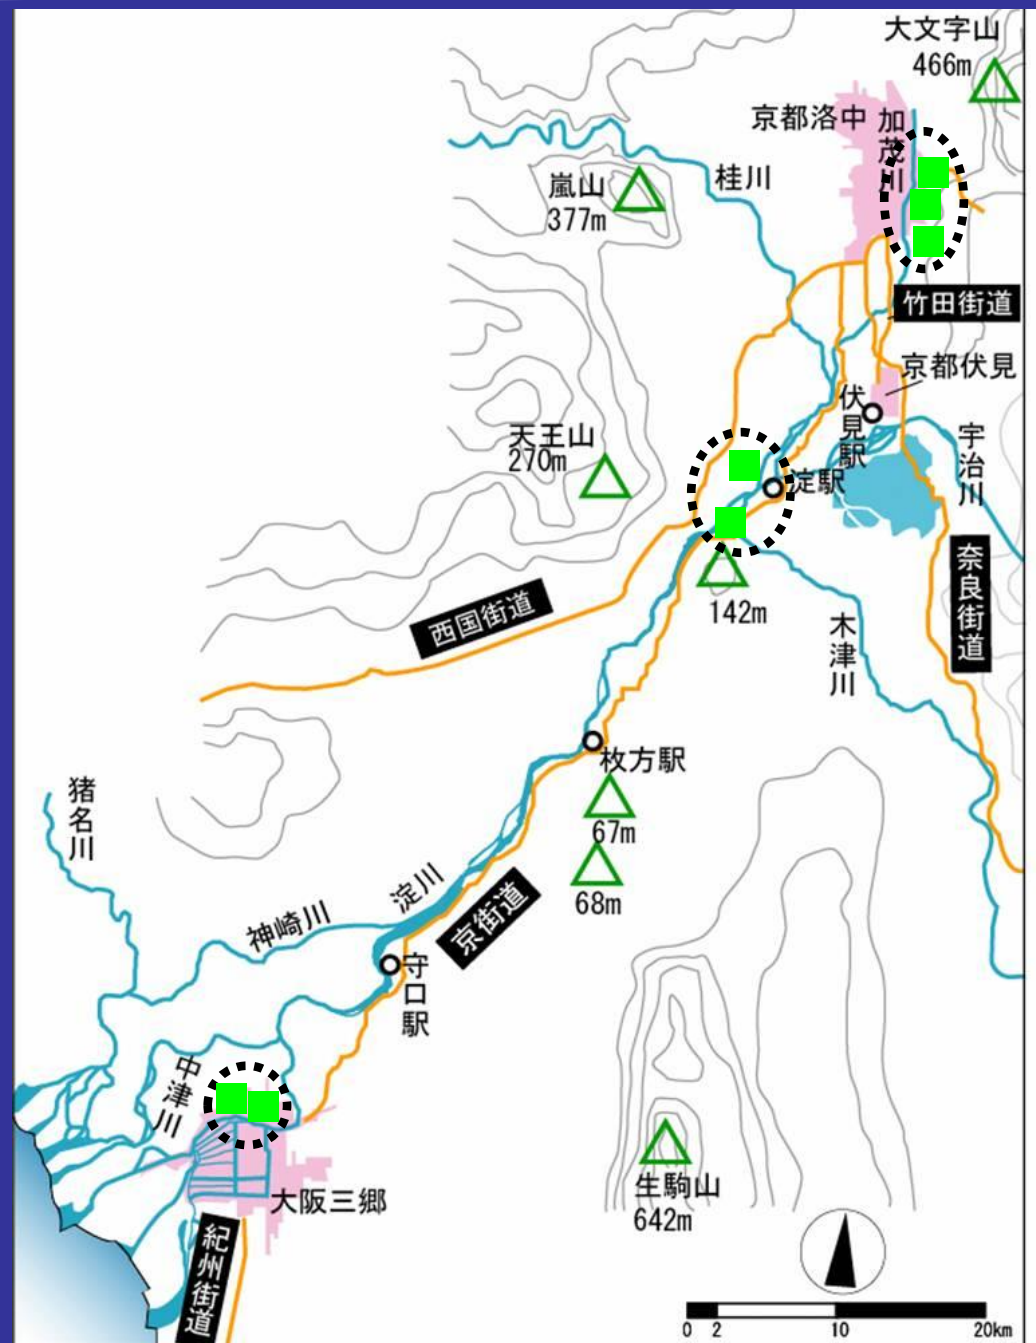 大文字山
466m
京都洛中
加茂川
嵐山
377m
桂川
竹田街道
京都伏見
伏見駅
天王山
270m
淀駅
宇治川
奈良街道
142m
西国街道
木津川
枚方駅
67m
猪名川
68m
淀川
京街道
神崎川
守口駅
中津川
大阪三郷
生駒山
642m
紀州街道
0 2 10 20km